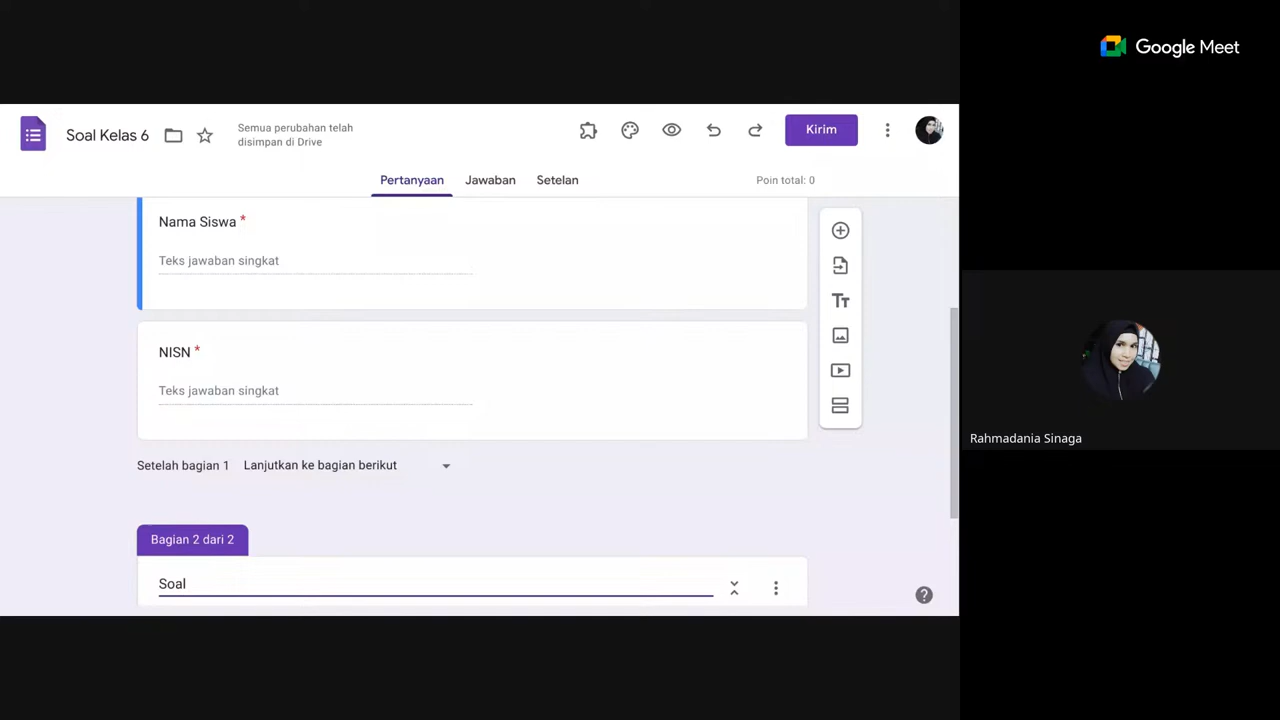 Google Meet
Soal Kelas 6
Semua perubahan telah
disimpan di Drive
Kirim
Pertanyaan
Jawaban
Setelan
Poin total: 0
Nama Siswa *
Teks jawaban singkat
NISN *
Teks jawaban singkat
Setelah bagian 1 Lanjutkan ke bagian berikut
Bagian 2 dari 2
Soal
Rahmadania Sinaga